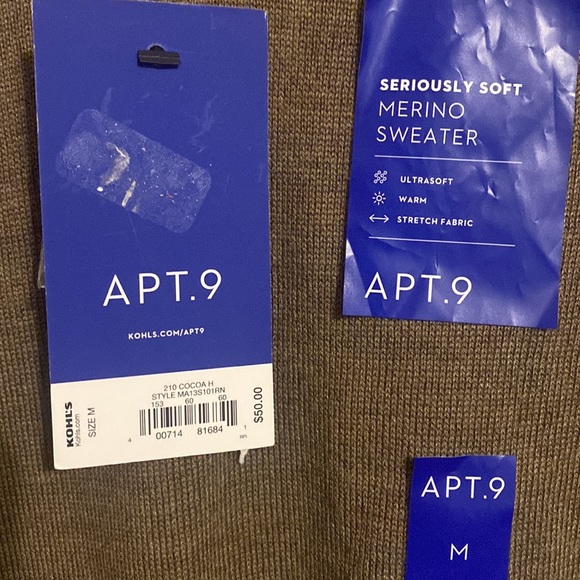 APT.9
KOHLS.COM/APT9
KOHL'S
Kohls.com
SIZE M
210 COCOA H
STYLE MA13S101RN
153 60 60
4 00714 81684 1
$50.00
SERIOUSLY SOFT
MERINO
SWEATER
ULTRASOFT
WARM
STRETCH FABRIC
APT.9
APT.9
M